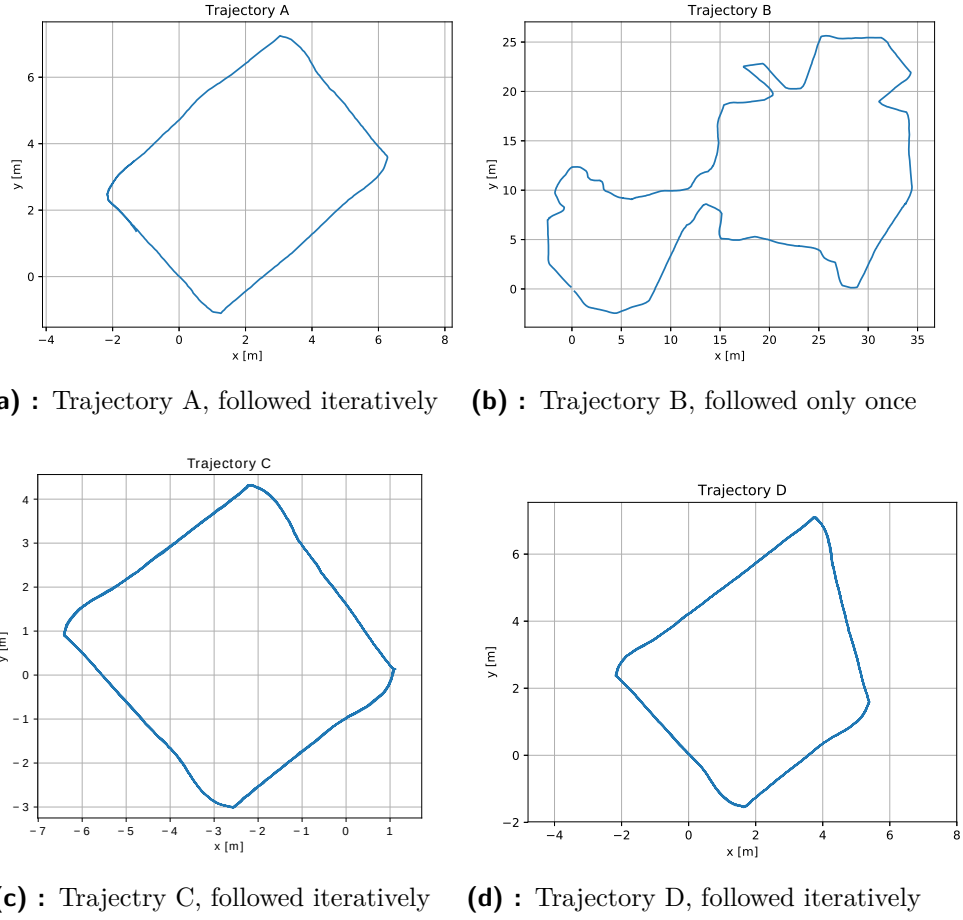 Trajectory A
6
4
2
0
y [m]
−4 −2 0 2 4 6 8
x [m]
a) : Trajectory A, followed iteratively
Trajectory B
25
20
15
10
5
0
y [m]
0 5 10 15 20 25 30 35
x [m]
(b) : Trajectory B, followed only once
Trajectory C
4
3
2
1
0
−1
−2
−3
y [m]
−7 −6 −5 −4 −3 −2 −1 0 1
x [m]
(c) : Trajectry C, followed iteratively
Trajectory D
6
4
2
0
−2
y [m]
−4 −2 0 2 4 6 8
x [m]
(d) : Trajectory D, followed iteratively